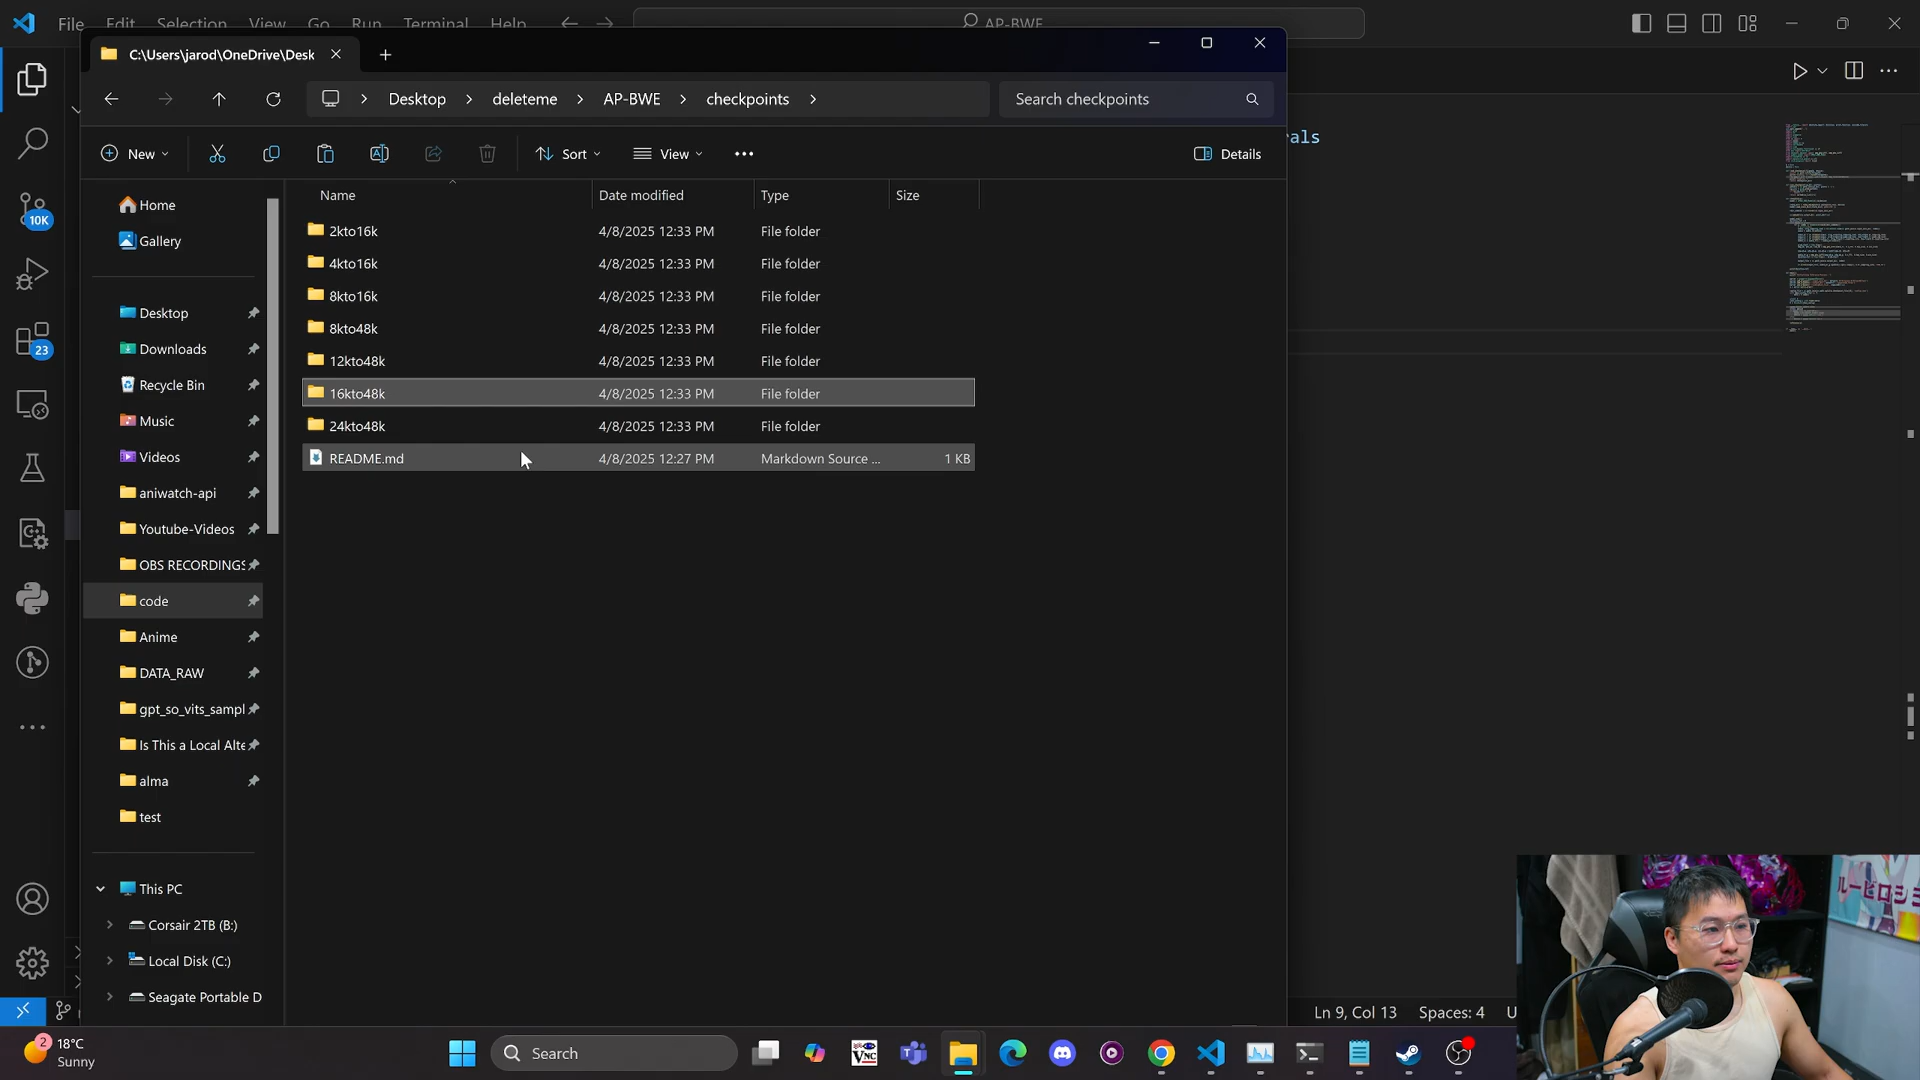 File Edit Selection View Go Run Terminal Help
AP-BWE
C:\Users\jarod\OneDrive\Desk
Desktop > deleteme > AP-BWE > checkpoints >
Search checkpoints
New
Sort
View
Details
Name
Date modified
Type
Size
2kto16k 4/8/2025 12:33 PM File folder
4kto16k 4/8/2025 12:33 PM File folder
8kto16k 4/8/2025 12:33 PM File folder
8kto48k 4/8/2025 12:33 PM File folder
12kto48k 4/8/2025 12:33 PM File folder
16kto48k 4/8/2025 12:33 PM File folder
24kto48k 4/8/2025 12:33 PM File folder
README.md 4/8/2025 12:27 PM Markdown Source ... 1 KB
Home
Gallery
Desktop
Downloads
Recycle Bin
Music
Videos
aniwatch-api
Youtube-Videos
OBS RECORDINGS
code
Anime
DATA_RAW
gpt_so_vits_sampl
Is This a Local Alte
alma
test
This PC
Corsair 2TB (B:)
Local Disk (C:)
Seagate Portable D
10K
23
rals
Ln 9, Col 13
Spaces: 4
U
2
18°C
Sunny
Search
VNC